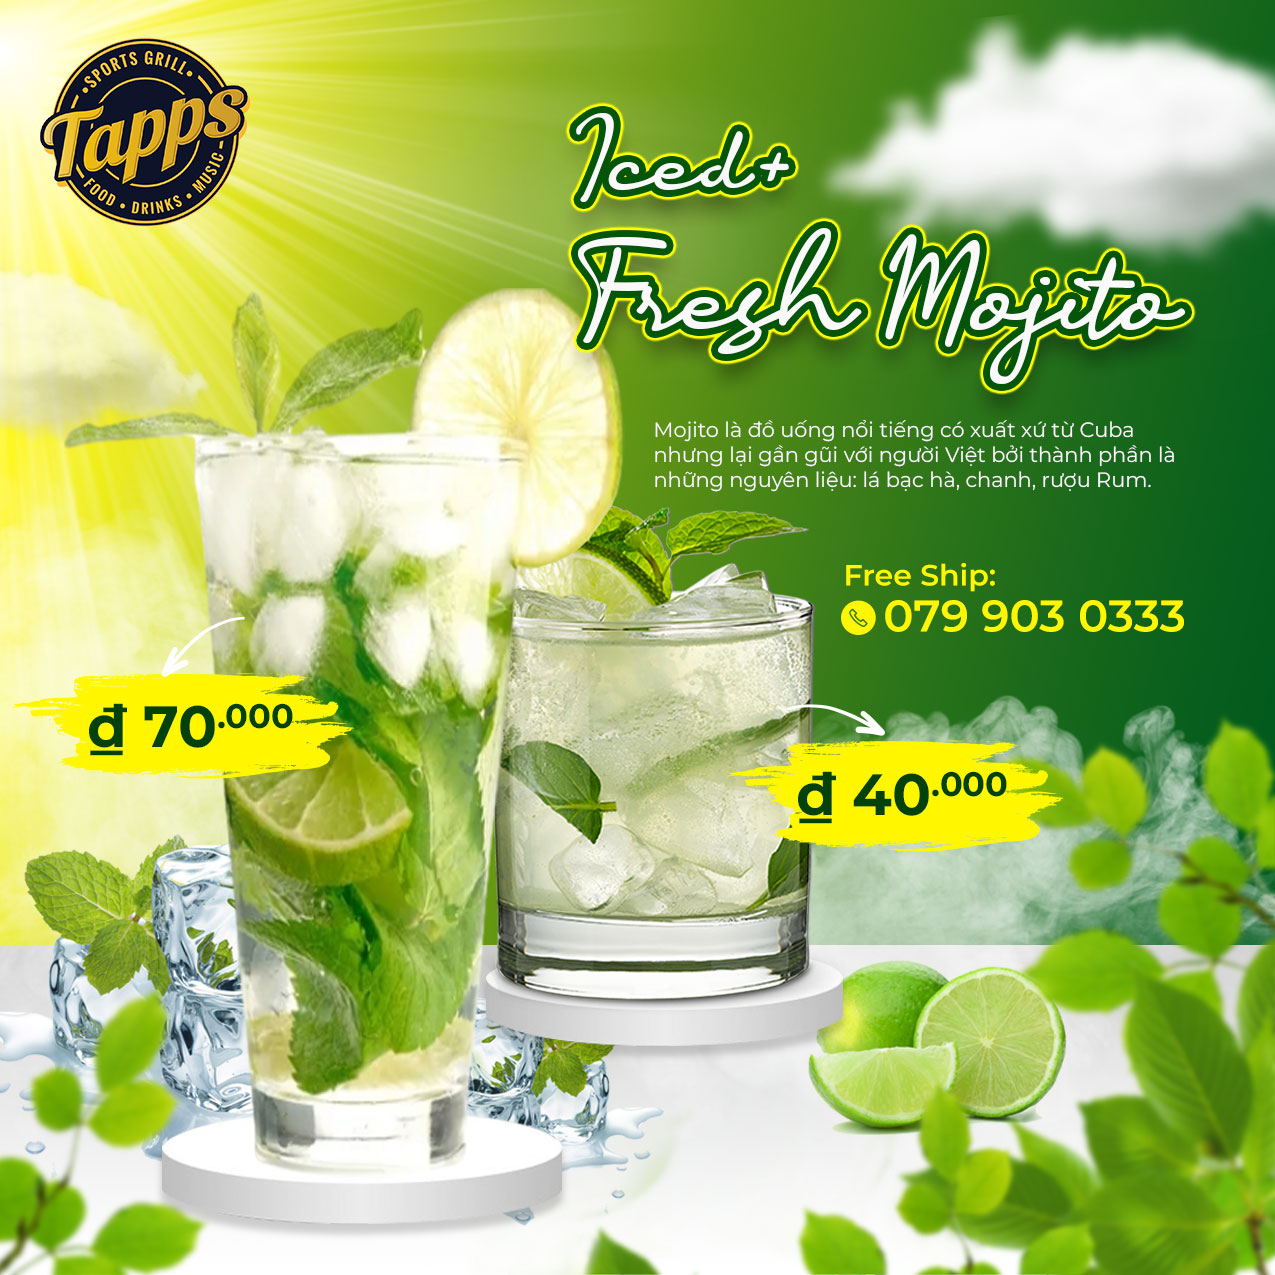 SPORTS GRILL
Tapps
FOOD • DRINKS • MUSIC
Iced+
Fresh Mojito
Mojito là đồ uống nổi tiếng có xuất xứ từ Cuba
nhưng lại gần gũi với người Việt bởi thành phần là
những nguyên liệu: lá bạc hà, chanh, rượu Rum.
Free Ship:
079 903 0333
₫ 70.000
₫ 40.000